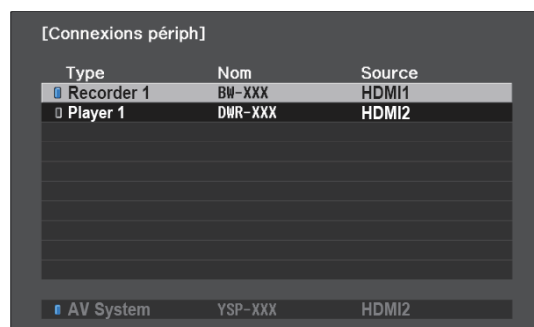 [Connexions périph]
Type Nom Source
Recorder 1 BW-XXX HDMI1
Player 1 DWR-XXX HDMI2
AV System YSP-XXX HDMI2